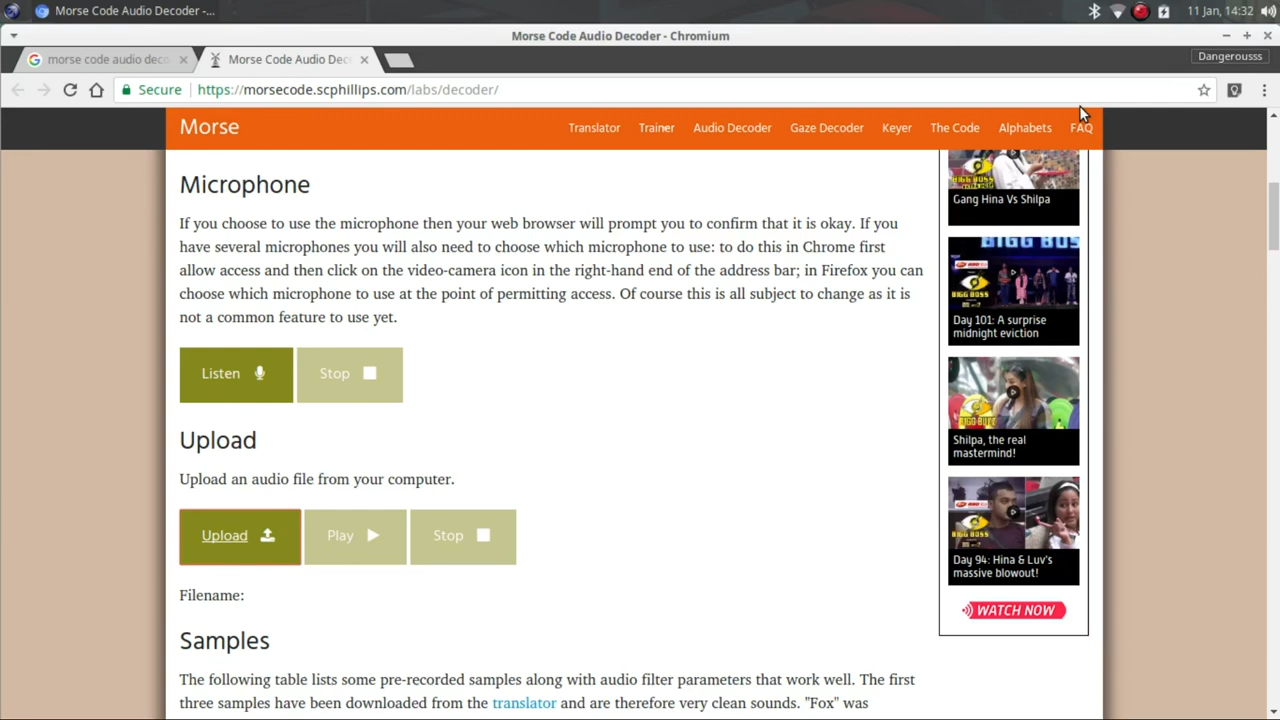 Morse Code Audio Decoder -...
11 Jan, 14:32
Morse Code Audio Decoder - Chromium
morse code audio deco
Morse Code Audio Dec
Dangerousss
Secure
https://morsecode.scphillips.com/labs/decoder/
Morse
Translator
Trainer
Audio Decoder
Gaze Decoder
Keyer
The Code
Alphabets
FAQ
Microphone
If you choose to use the microphone then your web browser will prompt you to confirm that it is okay. If you
have several microphones you will also need to choose which microphone to use: to do this in Chrome first
allow access and then click on the video-camera icon in the right-hand end of the address bar; in Firefox you can
choose which microphone to use at the point of permitting access. Of course this is all subject to change as it is
not a common feature to use yet.
Listen
Stop
Upload
Upload an audio file from your computer.
Upload
Play
Stop
Filename:
Samples
The following table lists some pre-recorded samples along with audio filter parameters that work well. The first
three samples have been downloaded from the translator and are therefore very clean sounds. "Fox" was
Gang Hina Vs Shilpa
BIGG BOS
Day 101: A surprise
midnight eviction
Shilpa, the real
mastermind!
Day 94: Hina & Luv's
massive blowout!
WATCH NOW